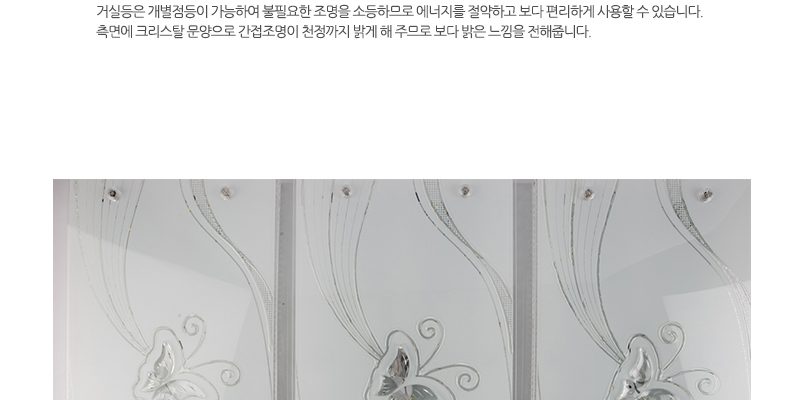 거실등은 개별점등이 가능하여 불필요한 조명을 소등하므로 에너지를 절약하고 보다 편리하게 사용할 수 있습니다.
측면에 크리스탈 문양으로 간접조명이 천정까지 밝게 해 주므로 보다 밝은 느낌을 전해줍니다.